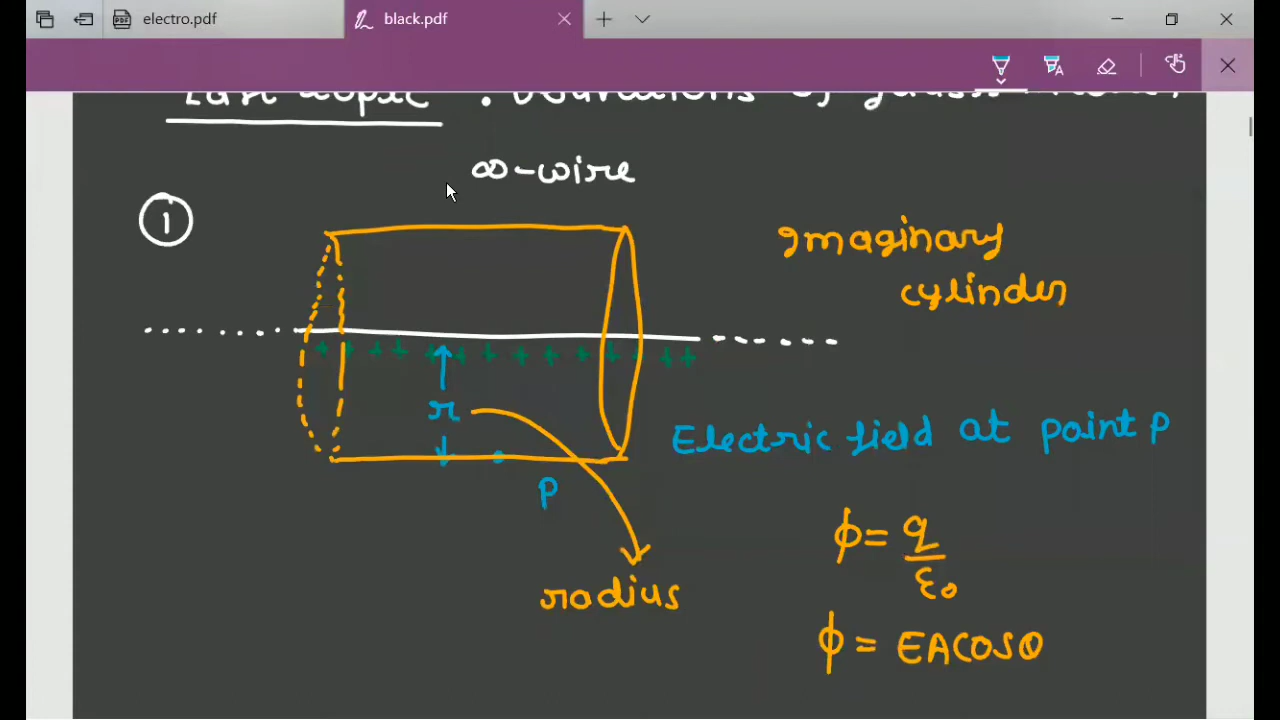 electro.pdf
black.pdf
∞-wire
1
Imaginary
cylinder
+ + + + + + + + + + + + + +
r
Electric field at point P
P
φ = q/ε₀
radius
φ = EACOSθ